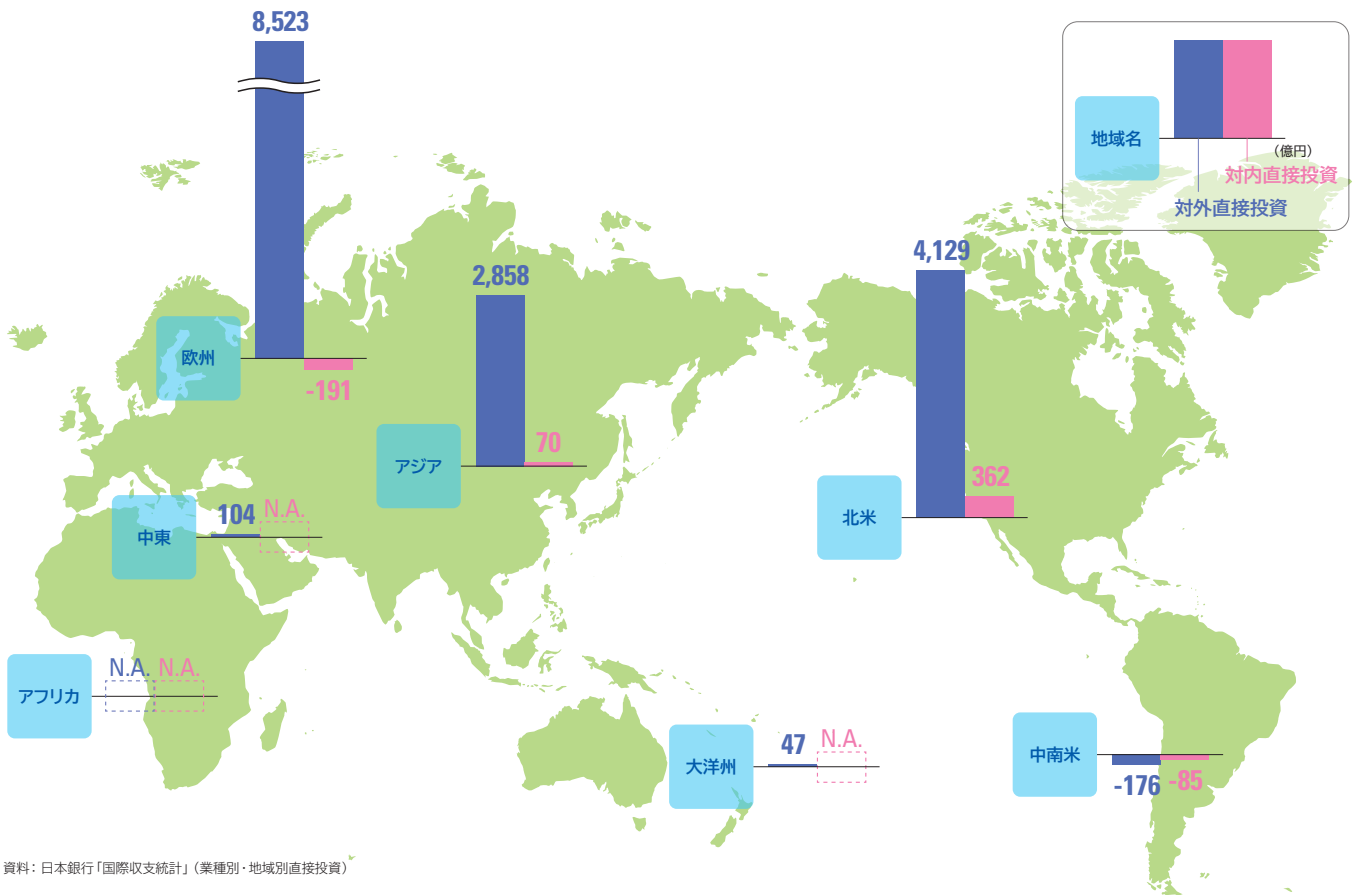 8,523
地域名
(億円)
対内直接投資
対外直接投資
欧州
-191
2,858
アジア
70
4,129
北米
362
中東
104
N.A.
アフリカ
N.A.
N.A.
大洋州
47
N.A.
中南米
-176
-85
資料：日本銀行「国際収支統計」（業種別・地域別直接投資）